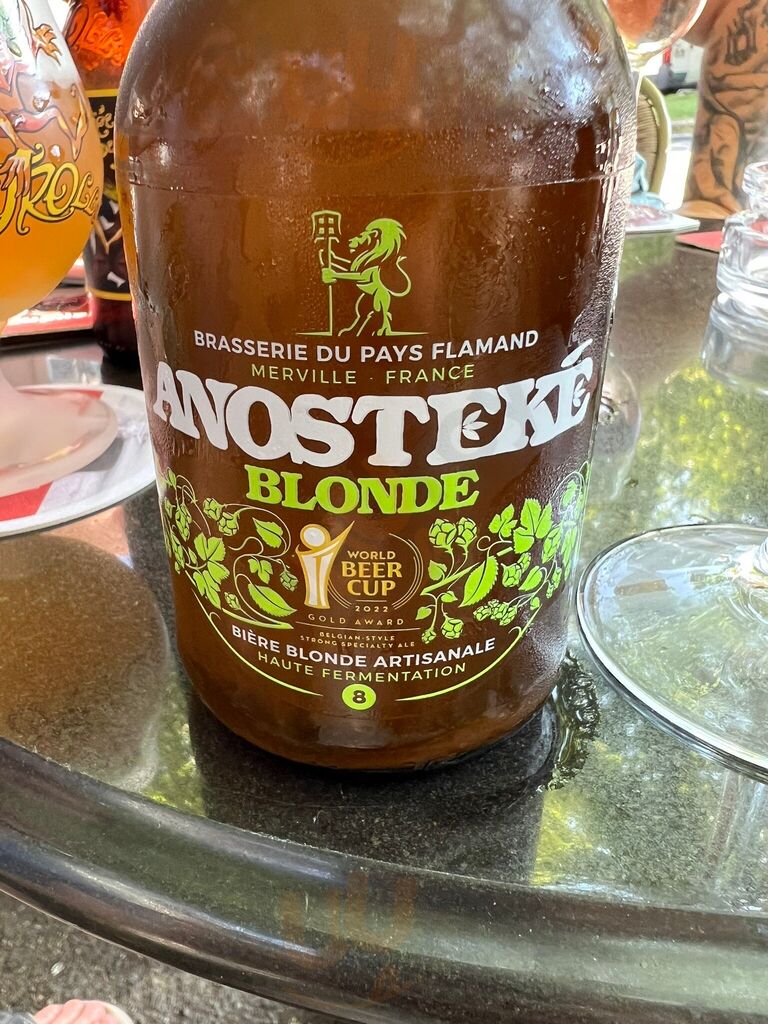 BRASSERIE DU PAYS FLAMAND
MERVILLE · FRANCE
ANOSTEKÉ
BLONDE
WORLD
BEER
CUP
2022
GOLD AWARD
BELGIAN-STYLE
STRONG SPECIALTY ALE
BIÈRE BLONDE ARTISANALE
HAUTE FERMENTATION
8